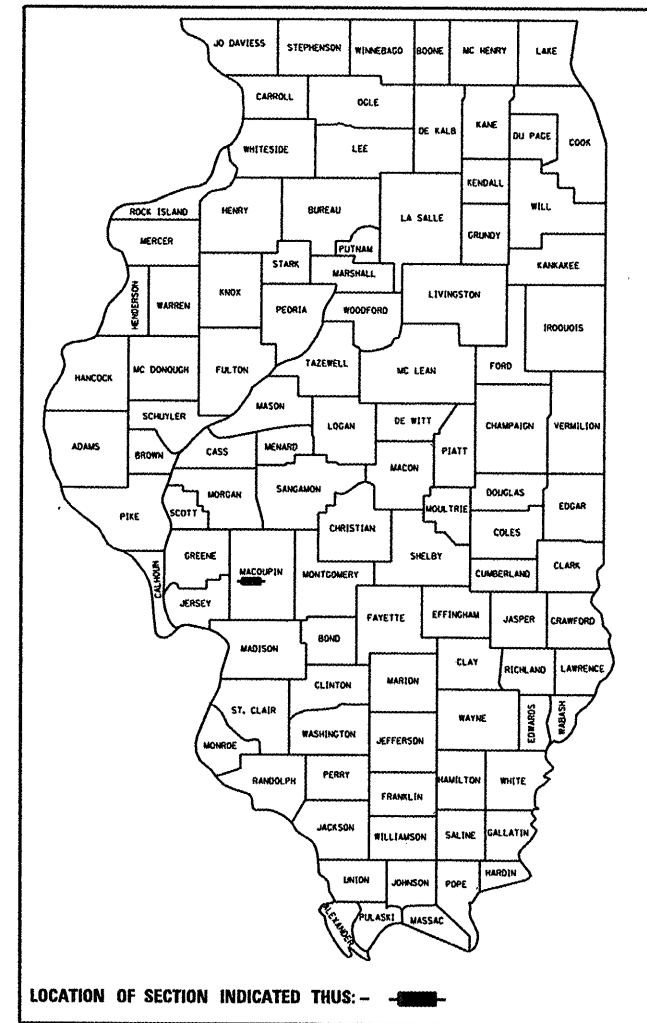 JO DAVIESS
STEPHENSON
WINNEBAGO
BOONE
MC HENRY
LAKE
CARROLL
OGLE
DE KALB
KANE
DU PAGE
COOK
WHITESIDE
LEE
KENDALL
WILL
ROCK ISLAND
HENRY
BUREAU
LA SALLE
GRUNDY
MERCER
PUTNAM
STARK
MARSHALL
KANKAKEE
HENDERSON
WARREN
KNOX
PEORIA
WOODFORD
LIVINGSTON
IROQUOIS
HANCOCK
MC DONOUGH
FULTON
TAZEWELL
MC LEAN
FORD
SCHUYLER
MASON
LOGAN
DE WITT
CHAMPAIGN
VERMILION
ADAMS
BROWN
CASS
MENARD
MACON
PIATT
PIKE
SCOTT
MORGAN
SANGAMON
CHRISTIAN
MOULTRIE
DOUGLAS
EDGAR
COLES
GREENE
MACOUPIN
MONTGOMERY
SHELBY
CUMBERLAND
CLARK
CALHOUN
JERSEY
FAYETTE
EFFINGHAM
JASPER
CRAWFORD
MADISON
BOND
CLAY
RICHLAND
LAWRENCE
CLINTON
MARION
ST. CLAIR
WAYNE
EDWARDS
WABASH
MONROE
WASHINGTON
JEFFERSON
RANDOLPH
PERRY
HAMILTON
WHITE
FRANKLIN
JACKSON
WILLIAMSON
SALINE
GALLATIN
UNION
JOHNSON
POPE
HARDIN
ALEXANDER
PULASKI
MASSAC
LOCATION OF SECTION INDICATED THUS: -